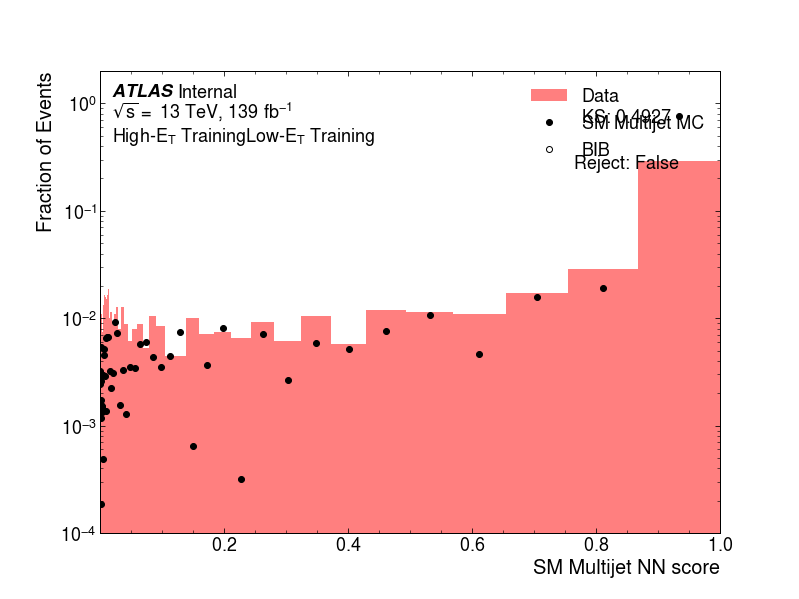 ATLAS Internal
√s = 13 TeV, 139 fb⁻¹
High-E_T TrainingLow-E_T Training
Data
KS: 0.4927
SM Multijet MC
BIB
Reject: False
Fraction of Events
10⁰
10⁻¹
10⁻²
10⁻³
10⁻⁴
0.2 0.4 0.6 0.8 1.0
SM Multijet NN score